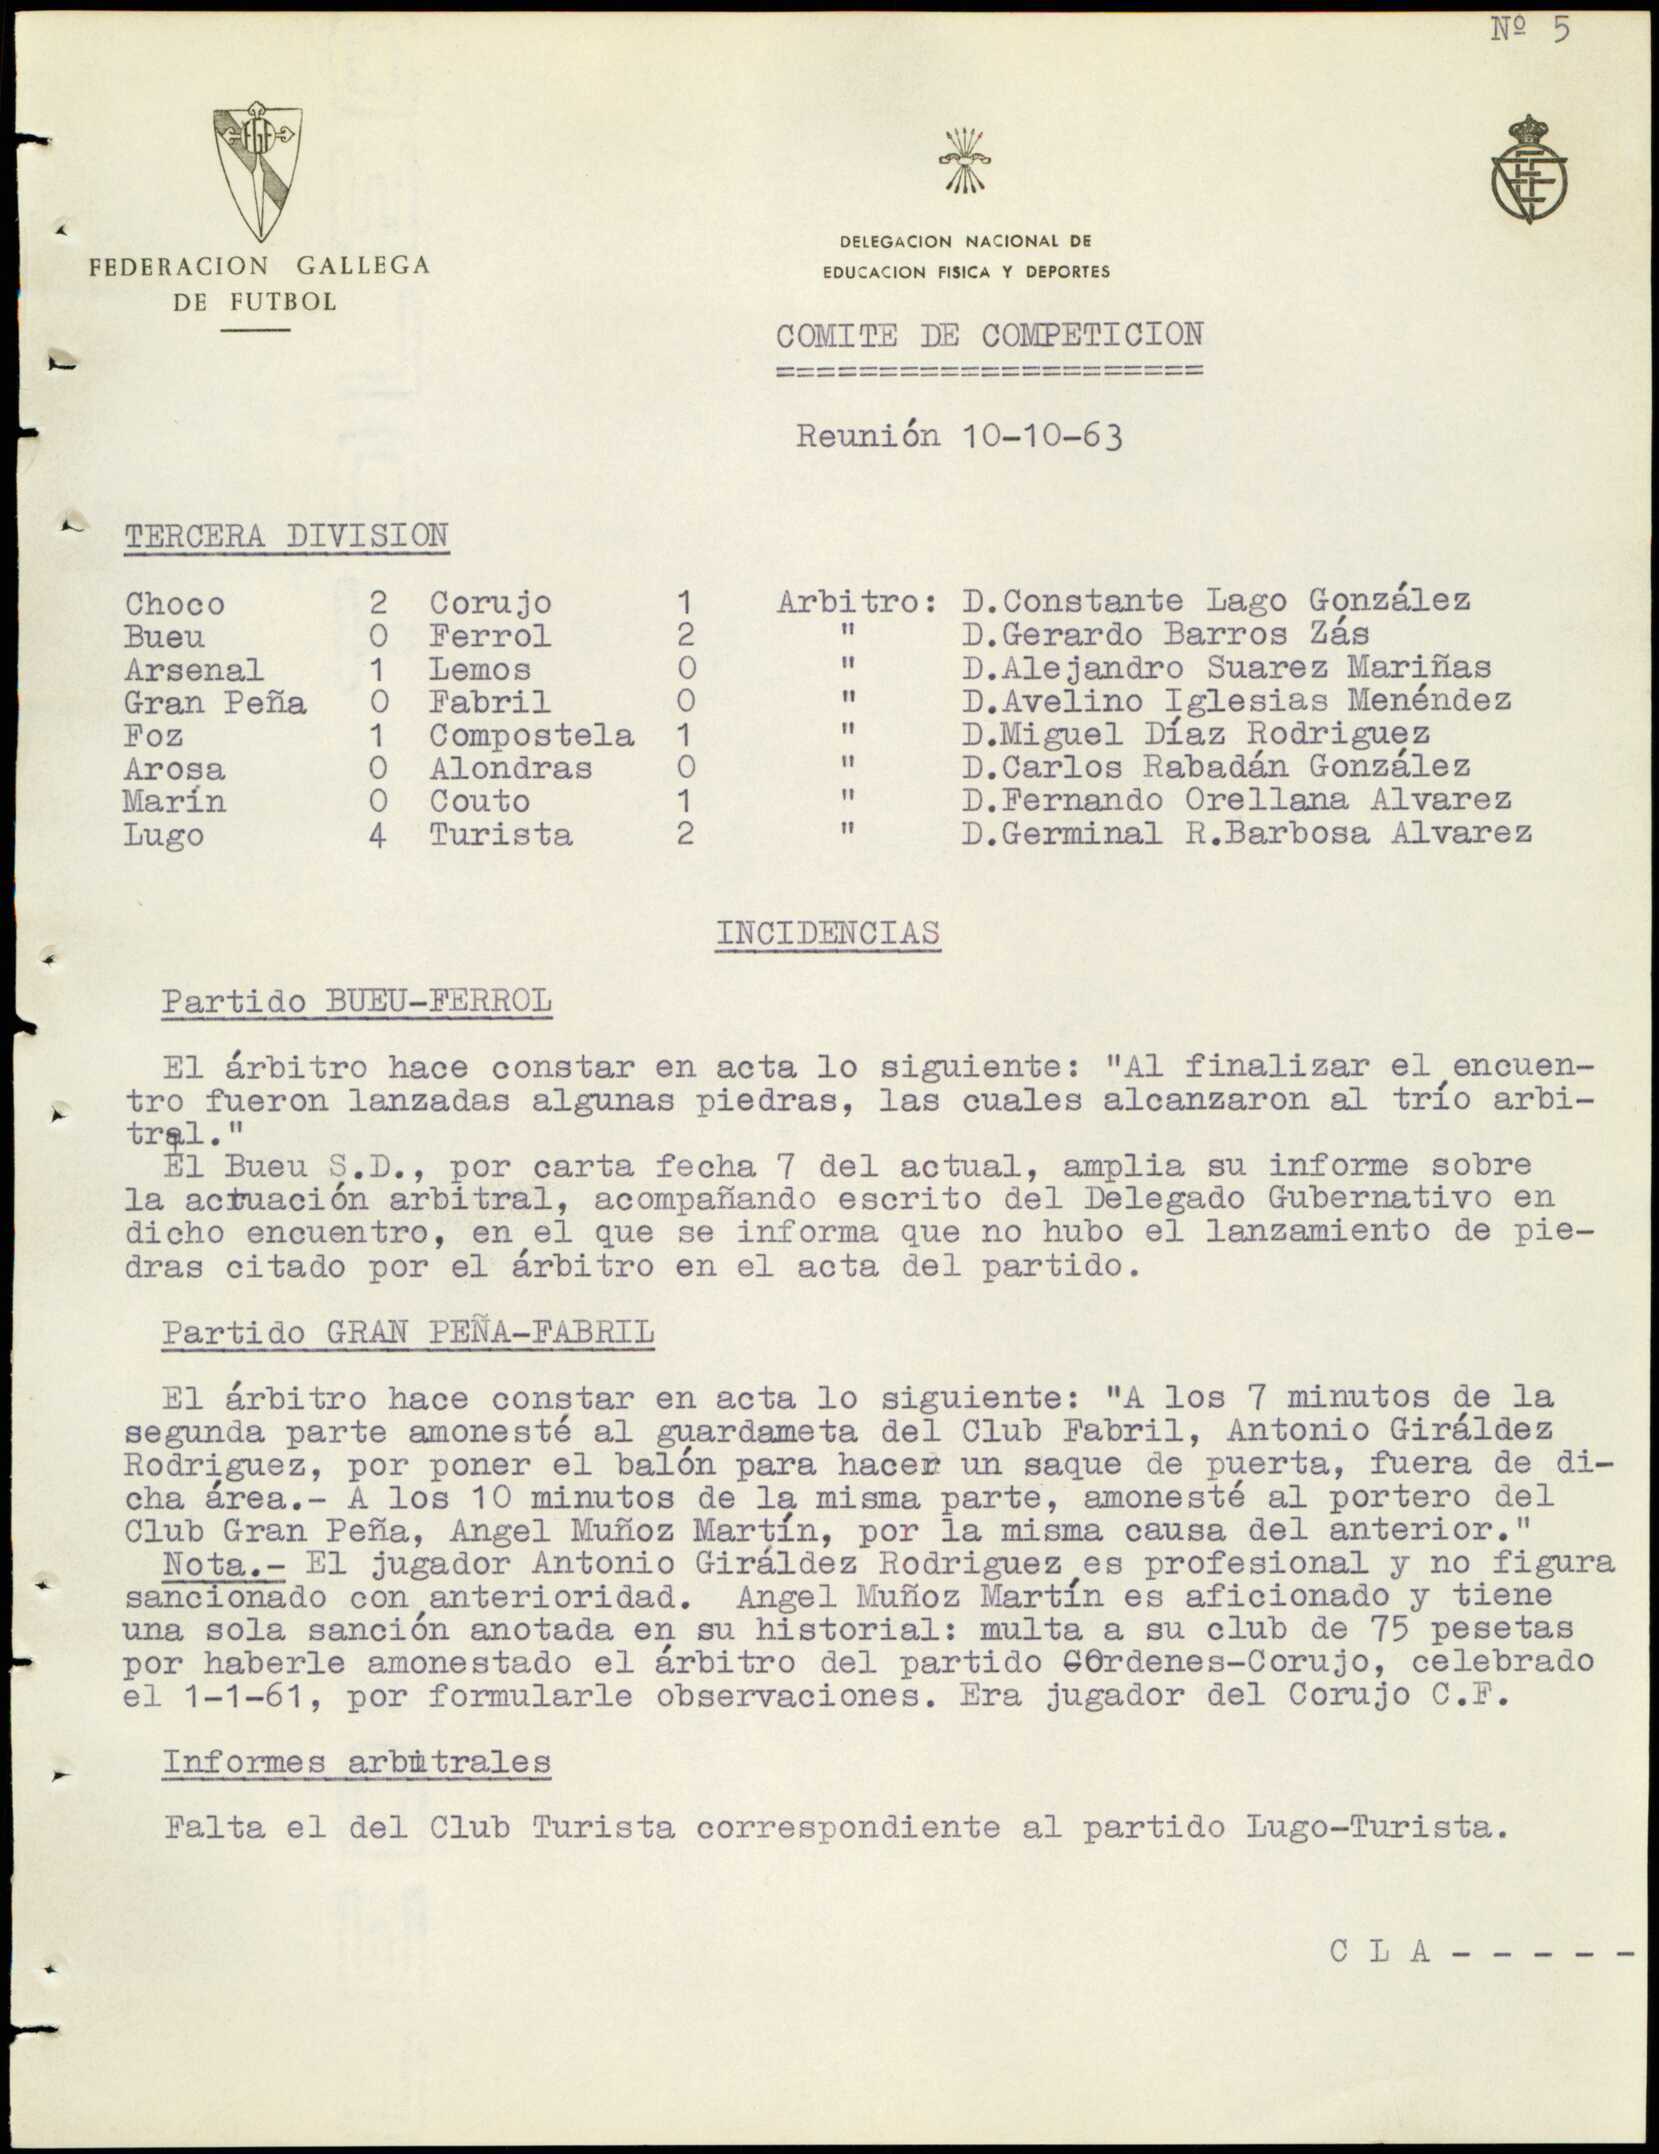 Nº 5
FEDERACION GALLEGA
DE FUTBOL
DELEGACION NACIONAL DE
EDUCACION FISICA Y DEPORTES
COMITE DE COMPETICION
=====================
Reunión 10-10-63
TERCERA DIVISION
Choco 2 Corujo 1 Arbitro: D.Constante Lago González
Bueu 0 Ferrol 2 " D.Gerardo Barros Zás
Arsenal 1 Lemos 0 " D.Alejandro Suarez Mariñas
Gran Peña 0 Fabril 0 " D.Avelino Iglesias Menéndez
Foz 1 Compostela 1 " D.Miguel Díaz Rodriguez
Arosa 0 Alondras 0 " D.Carlos Rabadán González
Marín 0 Couto 1 " D.Fernando Orellana Alvarez
Lugo 4 Turista 2 " D.Germinal R.Barbosa Alvarez
INCIDENCIAS
Partido BUEU-FERROL
El árbitro hace constar en acta lo siguiente: "Al finalizar el encuen-
tro fueron lanzadas algunas piedras, las cuales alcanzaron al trío arbi-
tral."
El Bueu S.D., por carta fecha 7 del actual, amplia su informe sobre
la actuación arbitral, acompañando escrito del Delegado Gubernativo en
dicho encuentro, en el que se informa que no hubo el lanzamiento de pie-
dras citado por el árbitro en el acta del partido.
Partido GRAN PEÑA-FABRIL
El árbitro hace constar en acta lo siguiente: "A los 7 minutos de la
segunda parte amonesté al guardameta del Club Fabril, Antonio Giráldez
Rodriguez, por poner el balón para hacer un saque de puerta, fuera de di-
cha área.- A los 10 minutos de la misma parte, amonesté al portero del
Club Gran Peña, Angel Muñoz Martín, por la misma causa del anterior."
Nota.- El jugador Antonio Giráldez Rodriguez es profesional y no figura
sancionado con anterioridad. Angel Muñoz Martín es aficionado y tiene
una sola sanción anotada en su historial: multa a su club de 75 pesetas
por haberle amonestado el árbitro del partido Ordenes-Corujo, celebrado
el 1-1-61, por formularle observaciones. Era jugador del Corujo C.F.
Informes arbitrales
Falta el del Club Turista correspondiente al partido Lugo-Turista.
C L A - - - - -